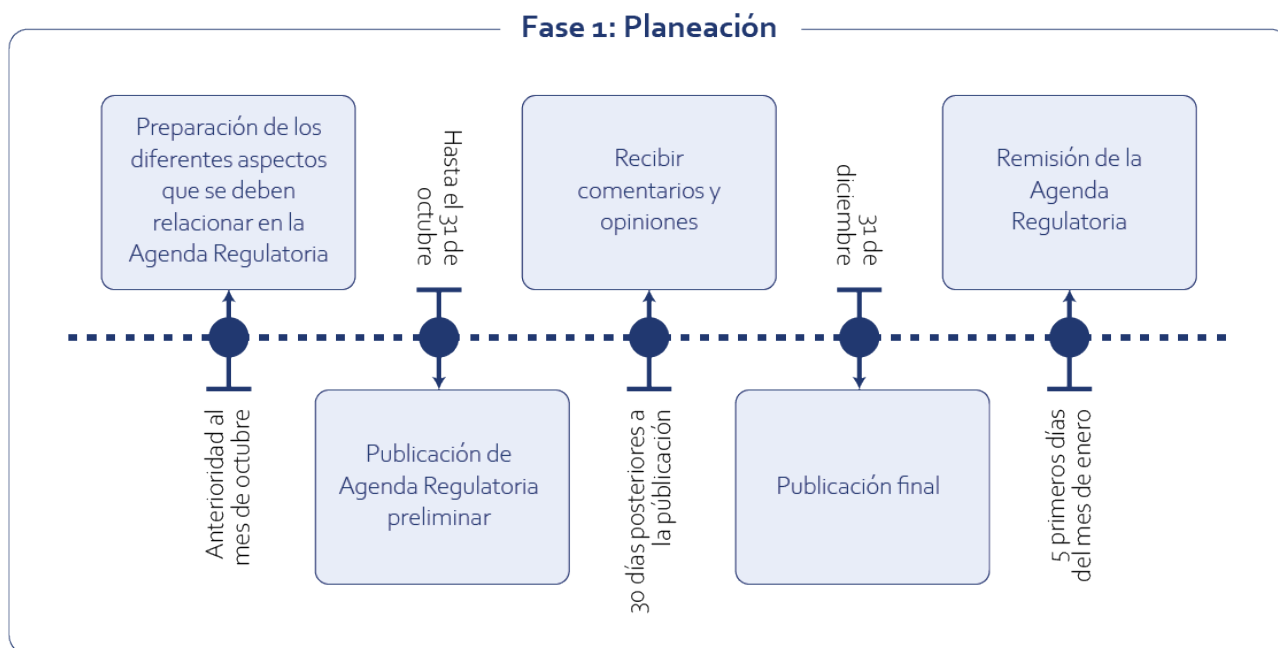 Fase 1: Planeación
Preparación de los
diferentes aspectos
que se deben
relacionar en la
Agenda Regulatoria
Anterioridad al
mes de octubre
Hasta el 31 de
octubre
Publicación de
Agenda Regulatoria
preliminar
Recibir
comentarios y
opiniones
30 días posteriores a
la públicación
31 de
diciembre
Publicación final
Remisión de la
Agenda
Regulatoria
5 primeros días
del mes de enero